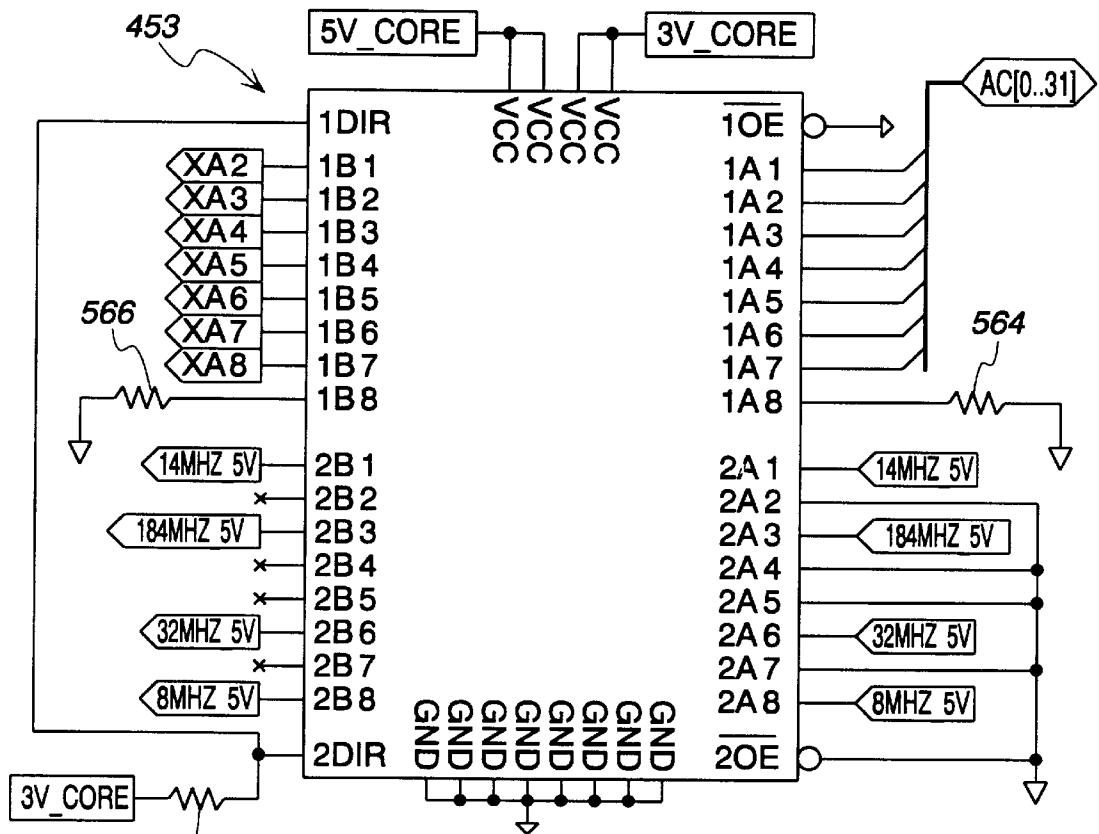 453
5V_CORE
3V_CORE
AC[0..31]
VCC
VCC
VCC
VCC
1DIR
1OE
XA2
1B1
1A1
XA3
1B2
1A2
XA4
1B3
1A3
XA5
1B4
1A4
XA6
1B5
1A5
566
XA7
1B6
1A6
564
XA8
1B7
1A7
1B8
1A8
14MHZ 5V
2B1
2A1
14MHZ 5V
2B2
2A2
184MHZ 5V
2B3
2A3
184MHZ 5V
2B4
2A4
2B5
2A5
32MHZ 5V
2B6
2A6
32MHZ 5V
2B7
2A7
8MHZ 5V
2B8
2A8
8MHZ 5V
GND
GND
GND
GND
GND
GND
GND
GND
2DIR
2OE
3V_CORE